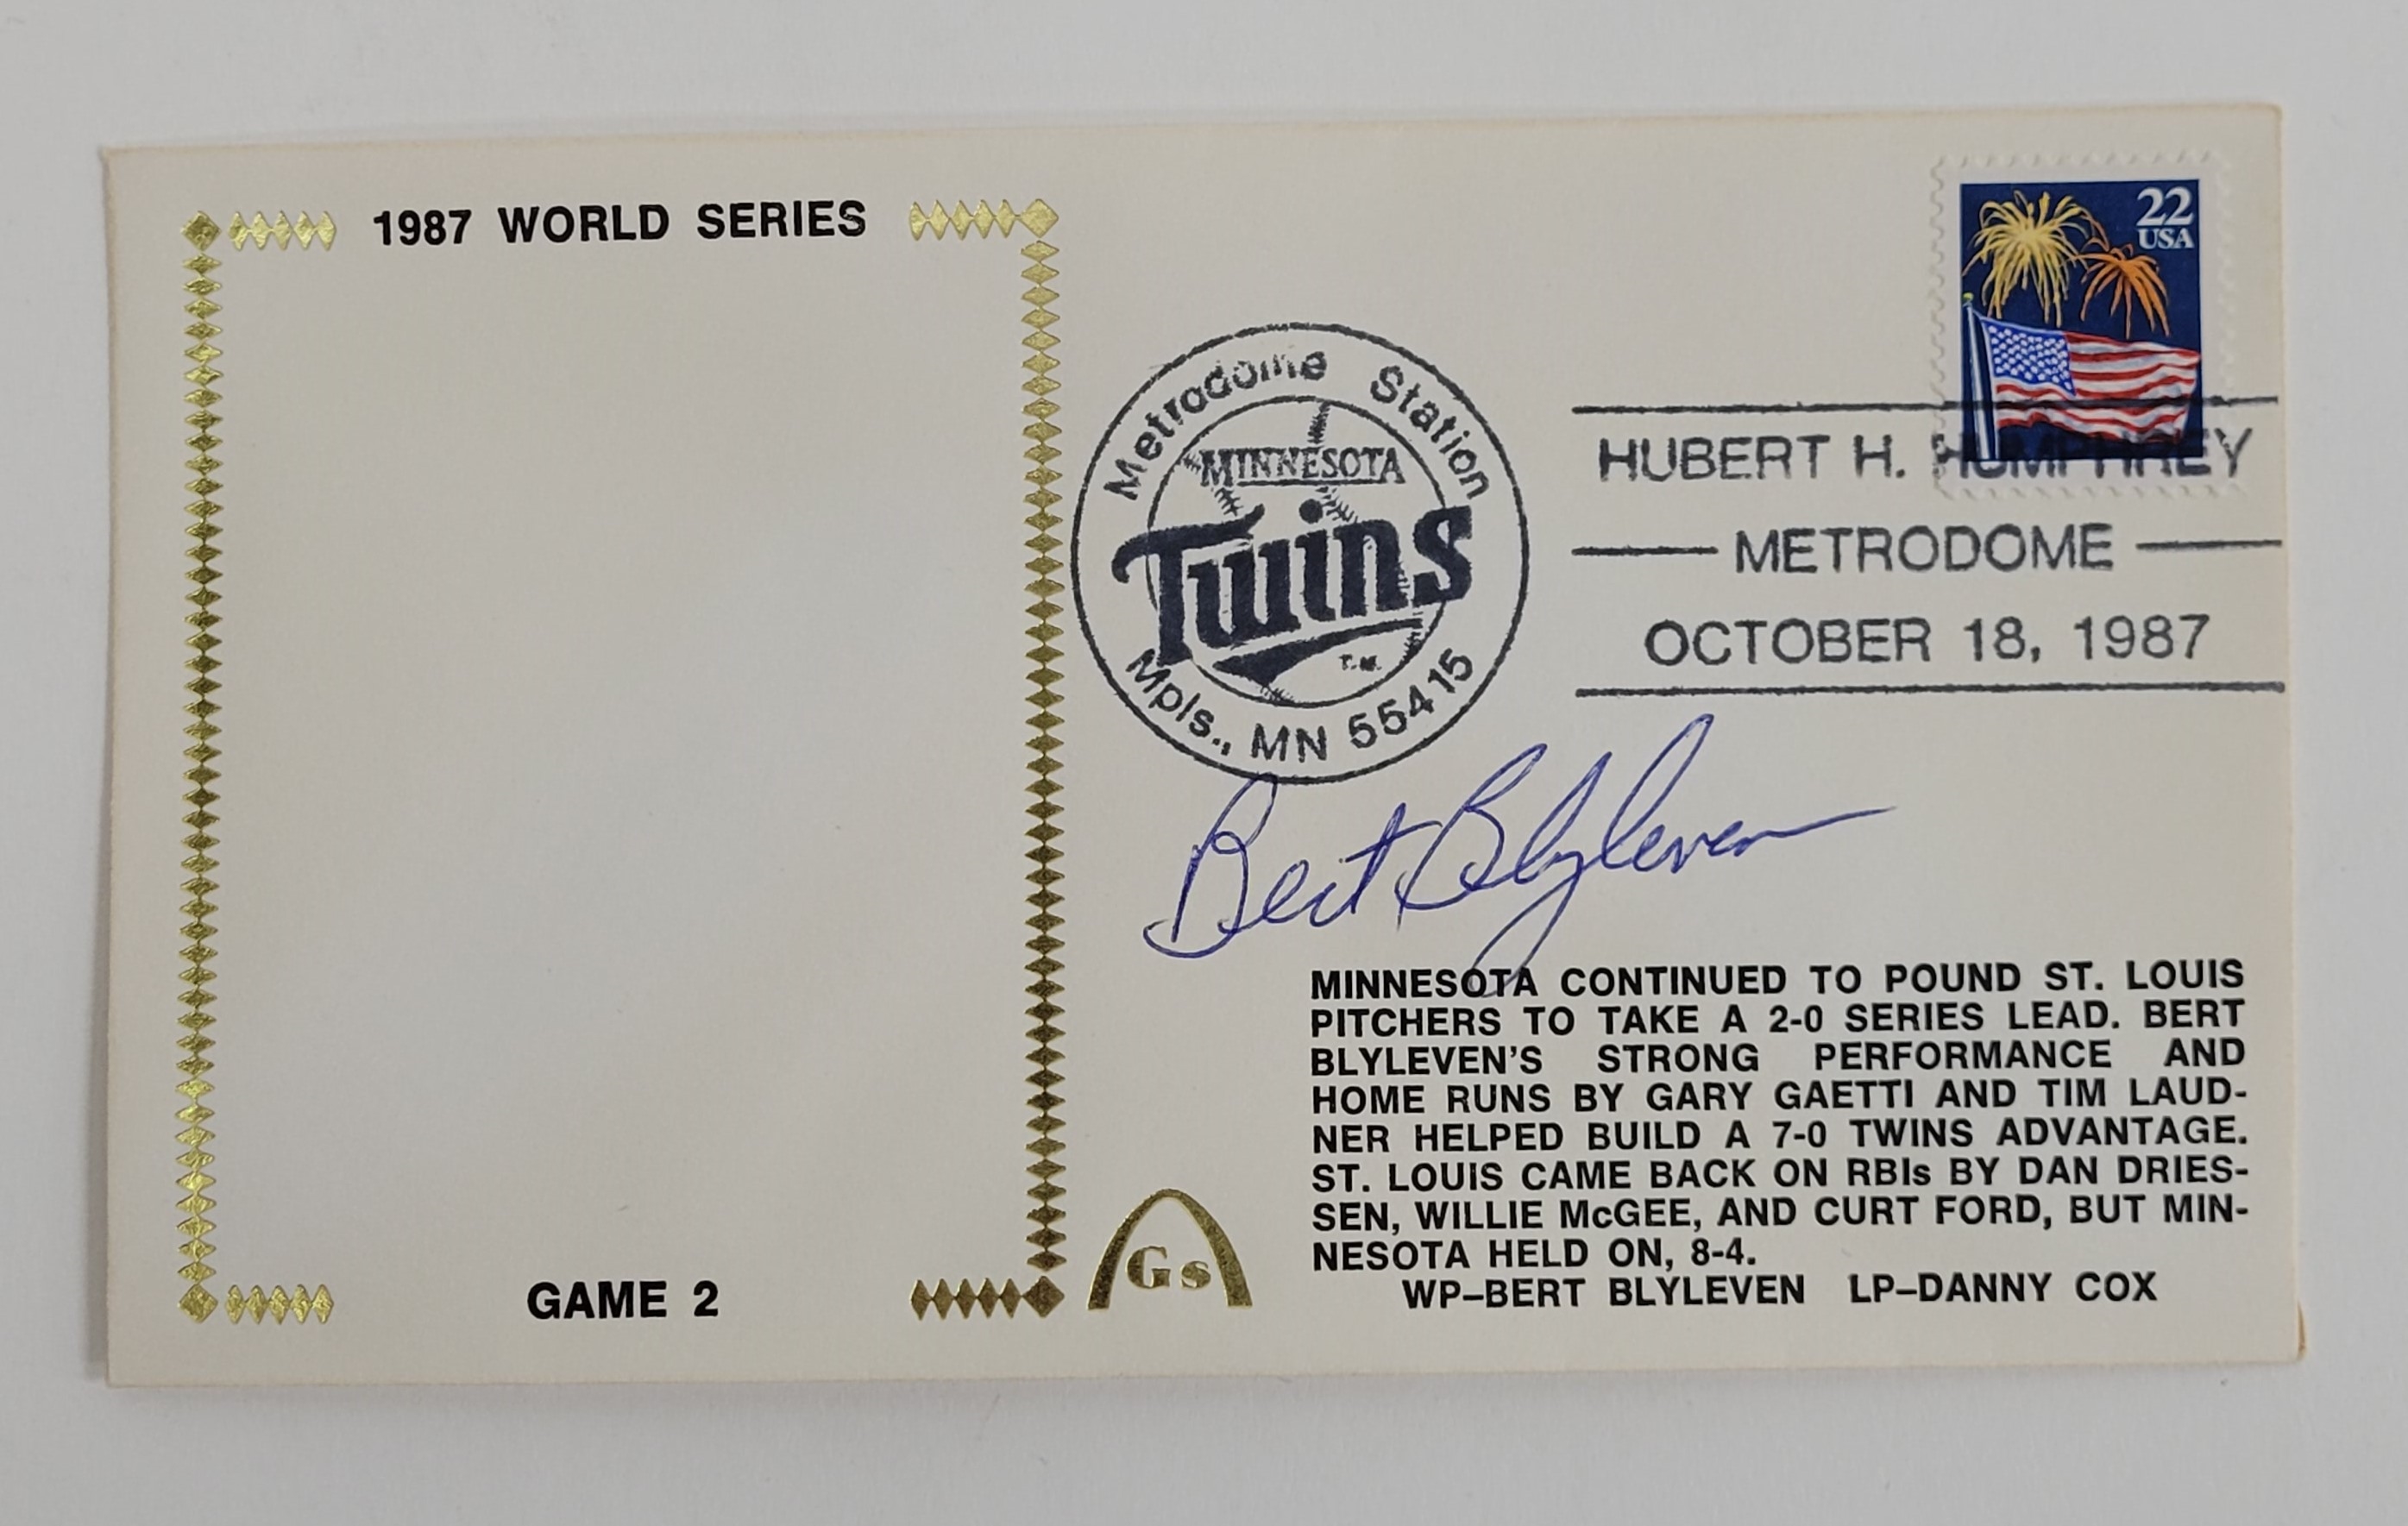 1987 WORLD SERIES
GAME 2
22
USA
Metrodome Station
MINNESOTA
Twins
T.M.
Mpls., MN 55415
HUBERT H. HUMPHREY
METRODOME
OCTOBER 18, 1987
Bert Blyleven
MINNESOTA CONTINUED TO POUND ST. LOUIS
PITCHERS TO TAKE A 2-0 SERIES LEAD. BERT
BLYLEVEN'S STRONG PERFORMANCE AND
HOME RUNS BY GARY GAETTI AND TIM LAUD-
NER HELPED BUILD A 7-0 TWINS ADVANTAGE.
ST. LOUIS CAME BACK ON RBIs BY DAN DRIES-
SEN, WILLIE McGEE, AND CURT FORD, BUT MIN-
NESOTA HELD ON, 8-4.
WP–BERT BLYLEVEN LP–DANNY COX
Gs